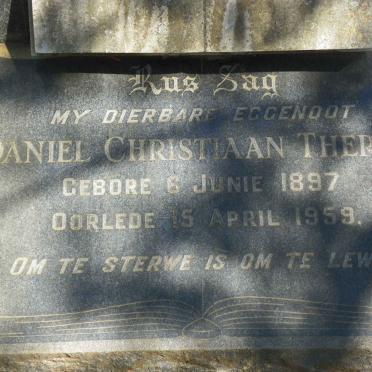 Rus Sag
MY DIERBARE EGGENOOT
DANIEL CHRISTIAAN THER
GEBORE 6 JUNIE 1897
OORLEDE 15 APRIL 1959.
OM TE STERWE IS OM TE LEW